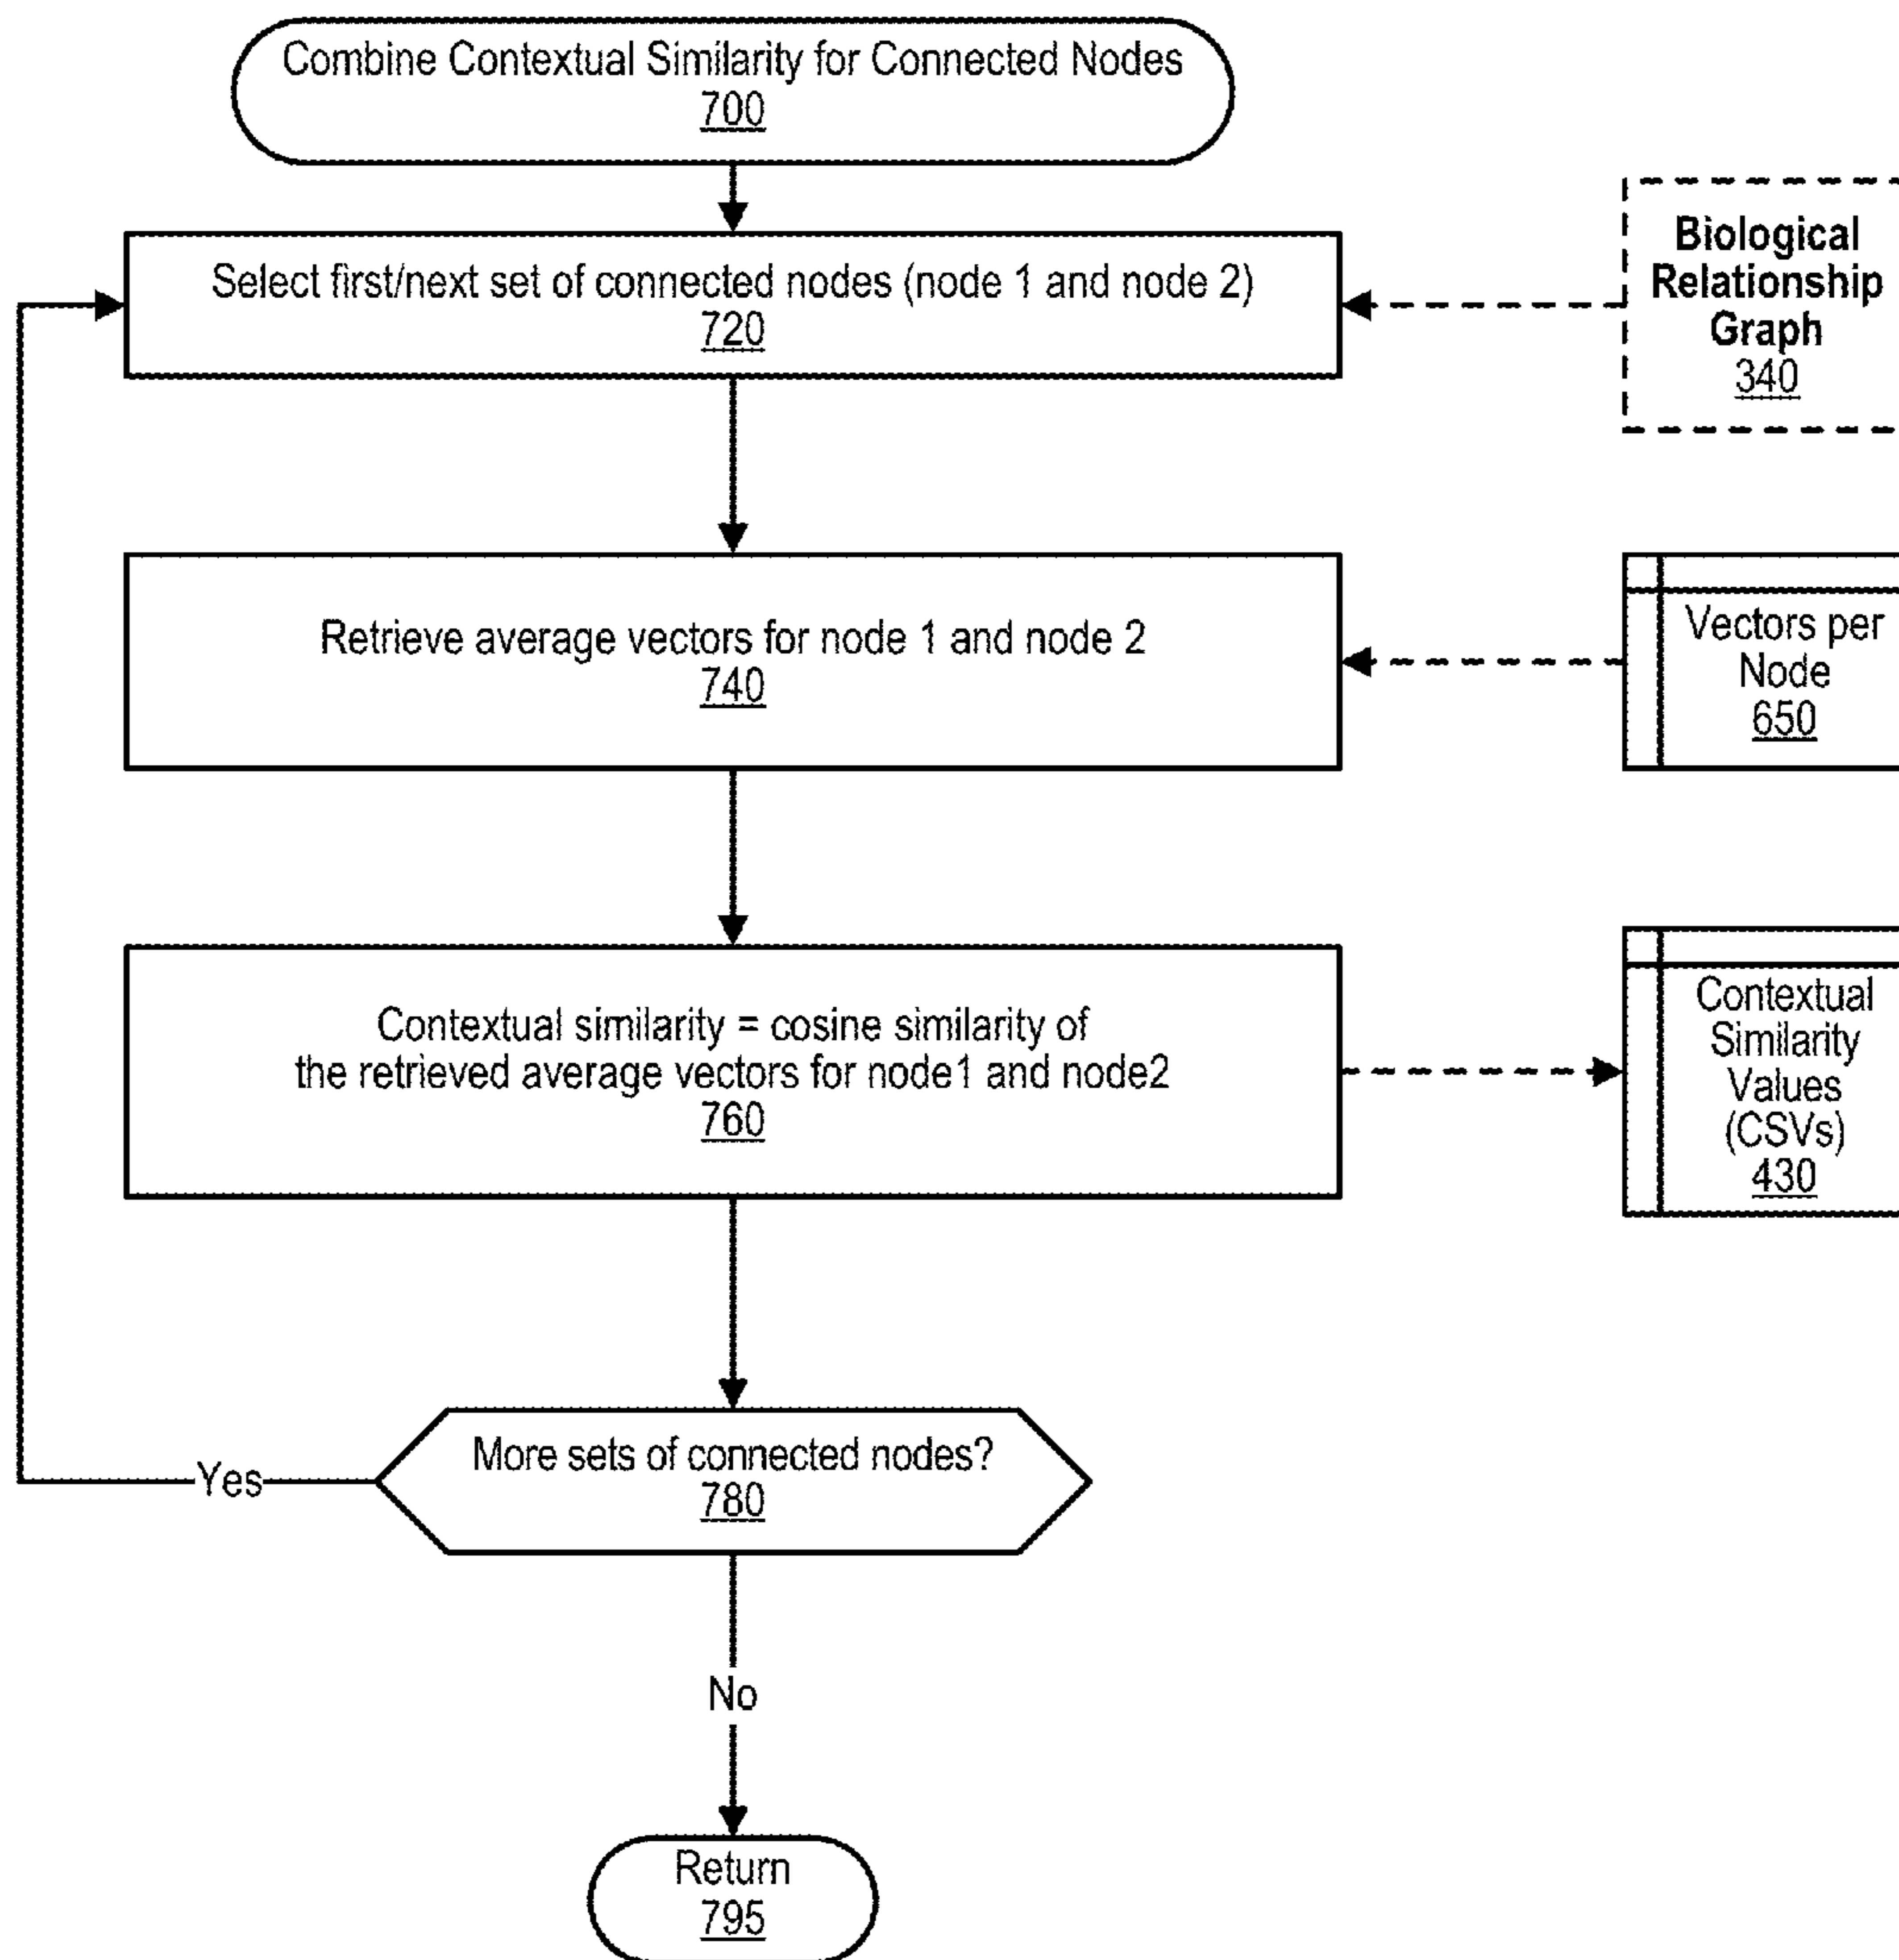 Combine Contextual Similarity for Connected Nodes
700
Select first/next set of connected nodes (node 1 and node 2)
720
Biological
Relationship
Graph
340
Retrieve average vectors for node 1 and node 2
740
Vectors per
Node
650
Contextual similarity = cosine similarity of
the retrieved average vectors for node1 and node2
760
Contextual
Similarity
Values
(CSVs)
430
More sets of connected nodes?
780
Yes
No
Return
795